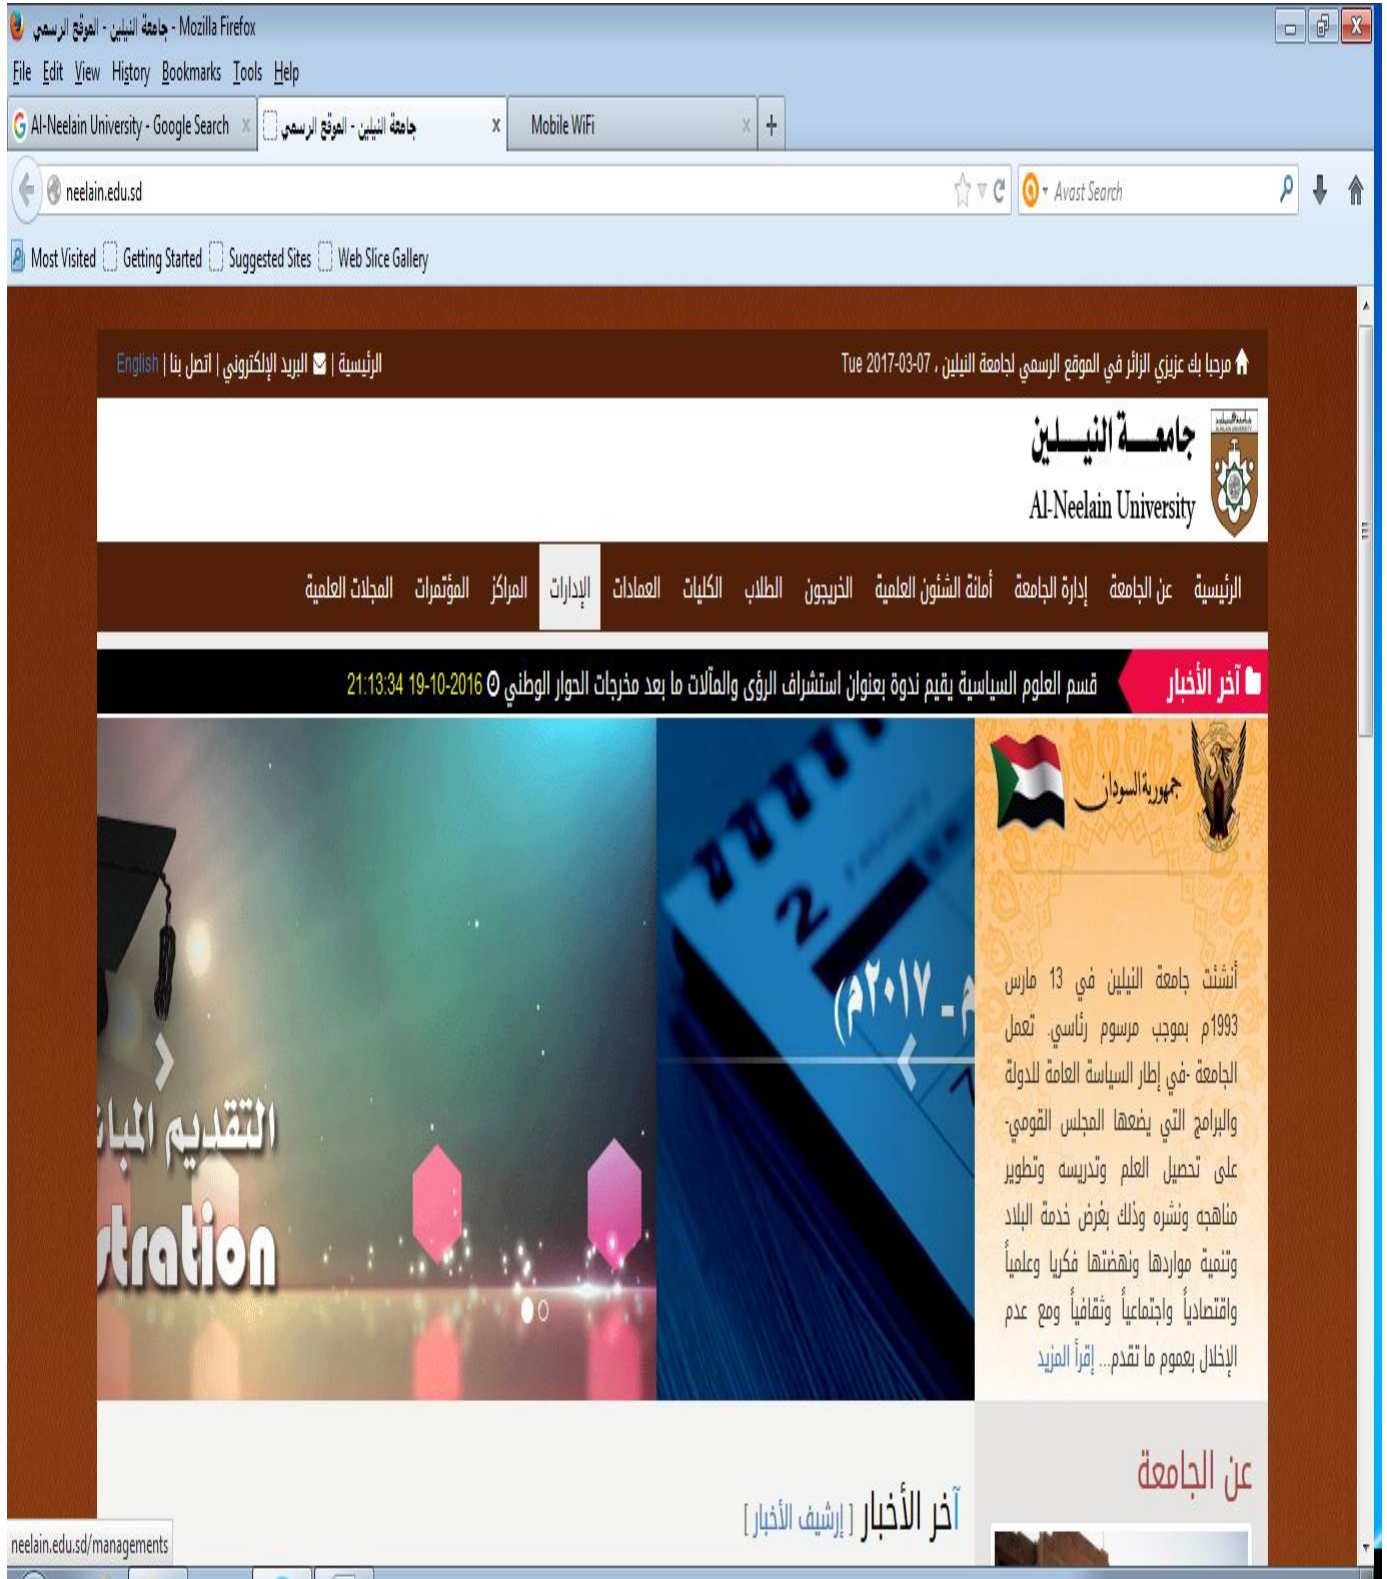 جامعة النيلين - الموقع الرسمي - Mozilla Firefox
File Edit View History Bookmarks Tools Help
Al-Neelain University - Google Search
جامعة النيلين - الموقع الرسمي
Mobile WiFi
neelain.edu.sd
Avast Search
Most Visited Getting Started Suggested Sites Web Slice Gallery
مرحبا بك عزيزي الزائر في الموقع الرسمي لجامعة النيلين ، Tue 2017-03-07
الرئيسية | البريد الإلكتروني | اتصل بنا | English
جامعــة النيــلين
Al-Neelain University
الرئيسية عن الجامعة إدارة الجامعة أمانة الشئون العلمية الخريجون الطلاب الكليات العمادات الإدارات المراكز المؤتمرات المجلات العلمية
آخر الأخبار
قسم العلوم السياسية يقيم ندوة بعنوان استشراف الرؤى والمآلات ما بعد مخرجات الحوار الوطني 19-10-2016 21:13:34
جمهورية السودان
أنشئت جامعة النيلين في 13 مارس
1993م بموجب مرسوم رئاسي. تعمل
الجامعة -في إطار السياسة العامة للدولة
والبرامج التي يضعها المجلس القومي-
على تحصيل العلم وتدريسه وتطوير
مناهجه ونشره وذلك بغرض خدمة البلاد
وتنمية مواردها ونهضتها فكريا وعلمياً
واقتصادياً واجتماعياً وثقافياً ومع عدم
الإخلال بعموم ما تقدم... إقرأ المزيد
2
م - ٢٠١٧م)
7
التقديم المبا
stration
عن الجامعة
آخر الأخبار [ إرشيف الأخبار ]
neelain.edu.sd/managements